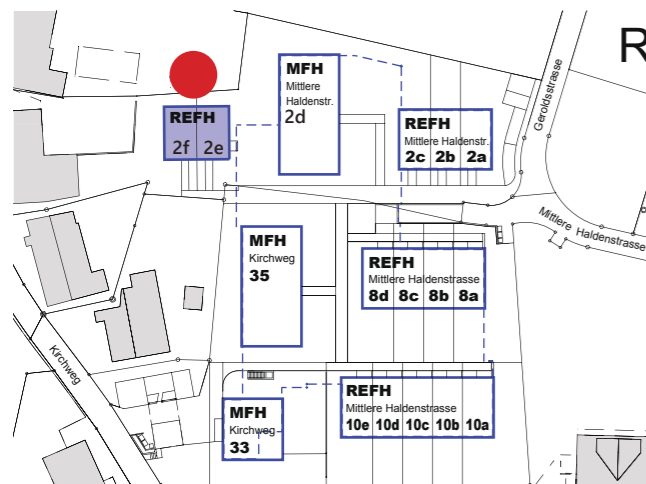 R
MFH
Mittlere
Haldenstr.
2d
REFH
2f 2e
REFH
Mittlere Haldenstr.
2c 2b 2a
Geroldsstrasse
Mittlere Haldenstrasse
MFH
Kirchweg
35
REFH
Mittlere Haldenstrasse
8d 8c 8b 8a
Kirchweg
MFH
Kirchweg
33
REFH
Mittlere Haldenstrasse
10e 10d 10c 10b 10a